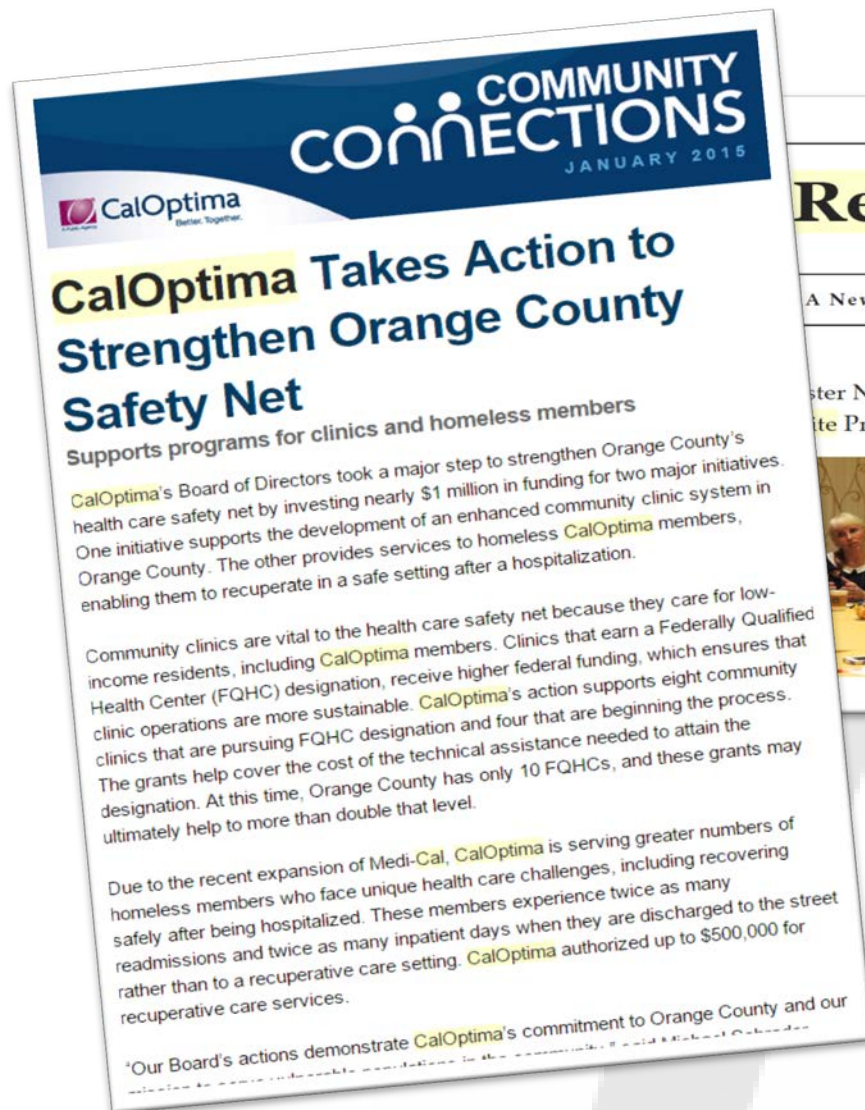 COMMUNITY
CONNECTIONS
JANUARY 2015
CalOptima
A Public Agency
Better. Together.
CalOptima Takes Action to
Strengthen Orange County
Safety Net
Supports programs for clinics and homeless members
CalOptima's Board of Directors took a major step to strengthen Orange County's
health care safety net by investing nearly $1 million in funding for two major initiatives.
One initiative supports the development of an enhanced community clinic system in
Orange County. The other provides services to homeless CalOptima members,
enabling them to recuperate in a safe setting after a hospitalization.
Community clinics are vital to the health care safety net because they care for low-
income residents, including CalOptima members. Clinics that earn a Federally Qualified
Health Center (FQHC) designation, receive higher federal funding, which ensures that
clinic operations are more sustainable. CalOptima's action supports eight community
clinics that are pursuing FQHC designation and four that are beginning the process.
The grants help cover the cost of the technical assistance needed to attain the
designation. At this time, Orange County has only 10 FQHCs, and these grants may
ultimately help to more than double that level.
Due to the recent expansion of Medi-Cal, CalOptima is serving greater numbers of
homeless members who face unique health care challenges, including recovering
safely after being hospitalized. These members experience twice as many
readmissions and twice as many inpatient days when they are discharged to the street
rather than to a recuperative care setting. CalOptima authorized up to $500,000 for
recuperative care services.
"Our Board's actions demonstrate CalOptima's commitment to Orange County and our
Re
A New
ster N
ite Pr